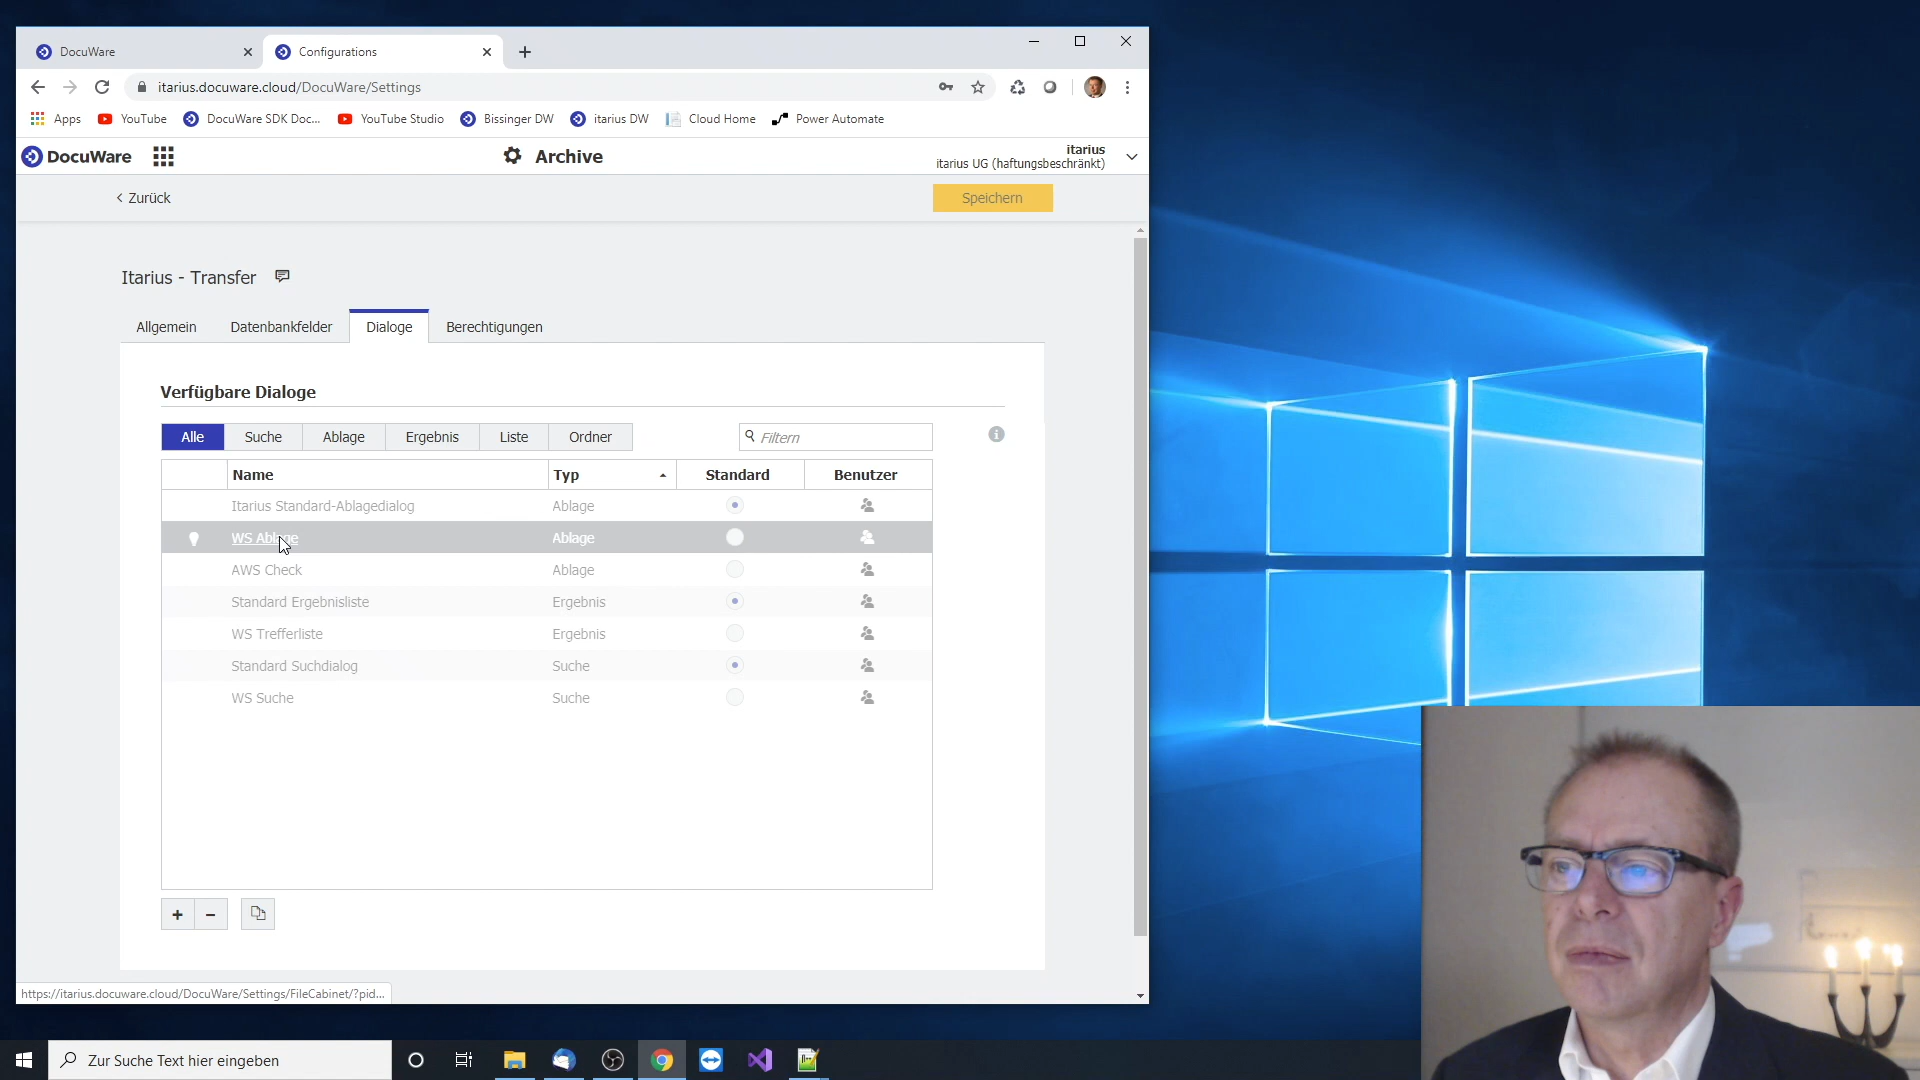 DocuWare
Configurations
itarius.docuware.cloud/DocuWare/Settings
Apps
YouTube
DocuWare SDK Doc...
YouTube Studio
Bissinger DW
itarius DW
Cloud Home
Power Automate
DocuWare
Archive
itarius
itarius UG (haftungsbeschränkt)
Zurück
Speichern
Itarius - Transfer
Allgemein
Datenbankfelder
Dialoge
Berechtigungen
Verfügbare Dialoge
Alle
Suche
Ablage
Ergebnis
Liste
Ordner
Filtern
Name Typ Standard Benutzer
Itarius Standard-Ablagedialog Ablage
WS Ablage Ablage
AWS Check Ablage
Standard Ergebnisliste Ergebnis
WS Trefferliste Ergebnis
Standard Suchdialog Suche
WS Suche Suche
https://itarius.docuware.cloud/DocuWare/Settings/FileCabinet/?pid...
Zur Suche Text hier eingeben